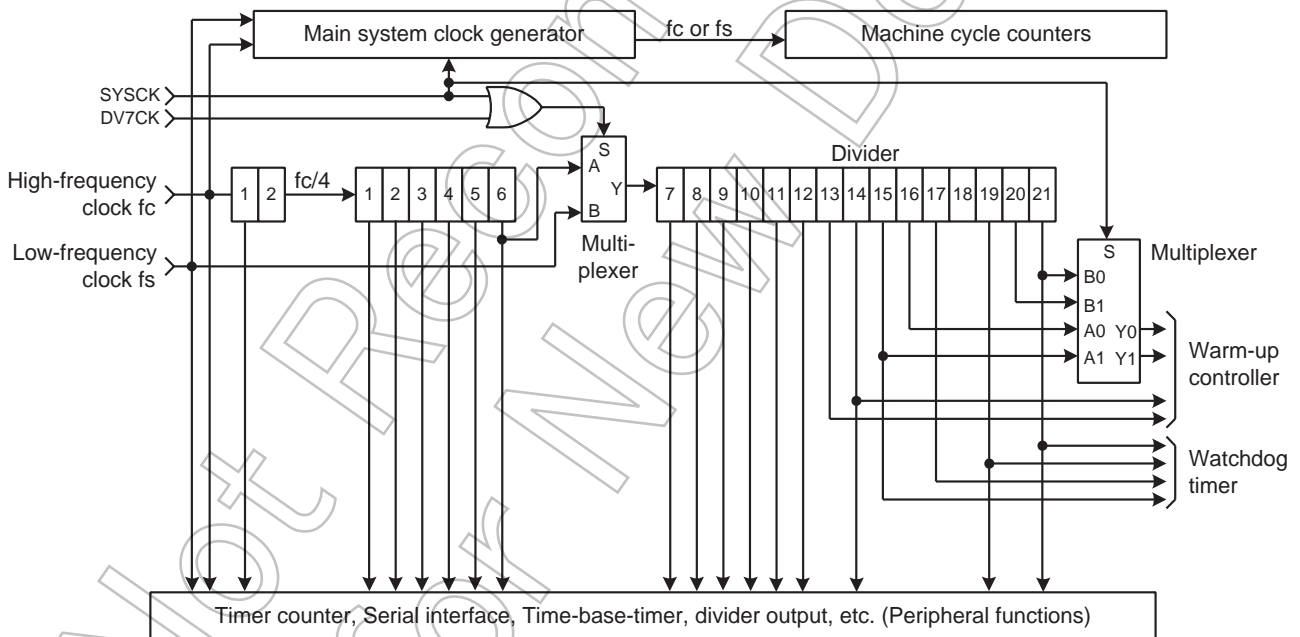 Main system clock generator
fc or fs
Machine cycle counters
SYSCK
DV7CK
High-frequency
clock fc
Low-frequency
clock fs
1 2
fc/4
1 2 3 4 5 6
S
A
B
Y
Multi-
plexer
Divider
7 8 9 10 11 12 13 14 15 16 17 18 19 20 21
S
B0
B1
A0 Y0
A1 Y1
Multiplexer
Warm-up
controller
Watchdog
timer
Timer counter, Serial interface, Time-base-timer, divider output, etc. (Peripheral functions)